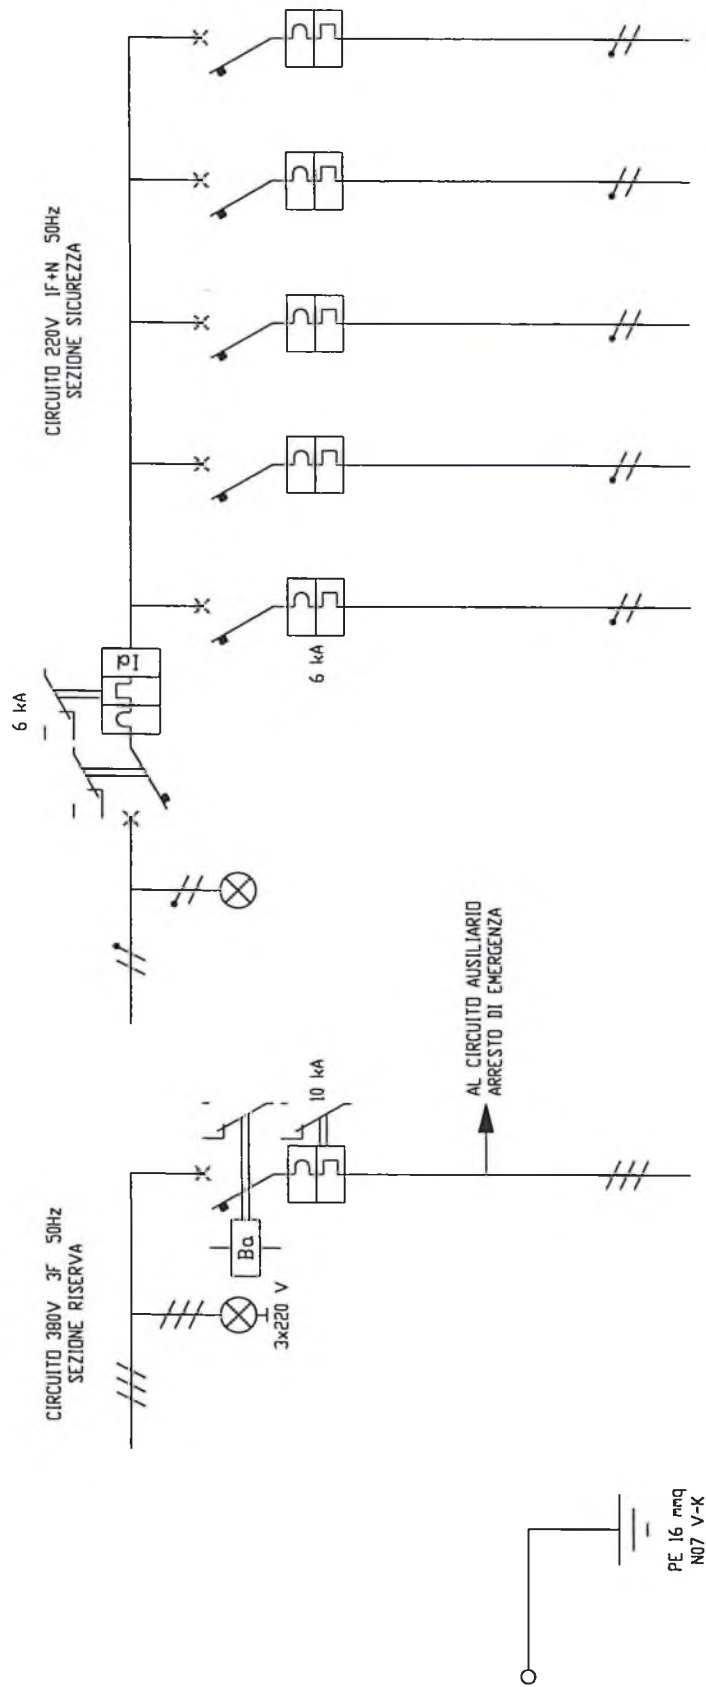 CIRCUITO 220V 1F+N 50Hz
SEZIONE SICUREZZA
6 kA
Id
6 kA
AL CIRCUITO AUSILIARIO
ARRESTO DI EMERGENZA
10 kA
CIRCUITO 380V 3F 50Hz
SEZIONE RISERVA
Ba
3x220 V
PE 16 mmq
N07 V-K